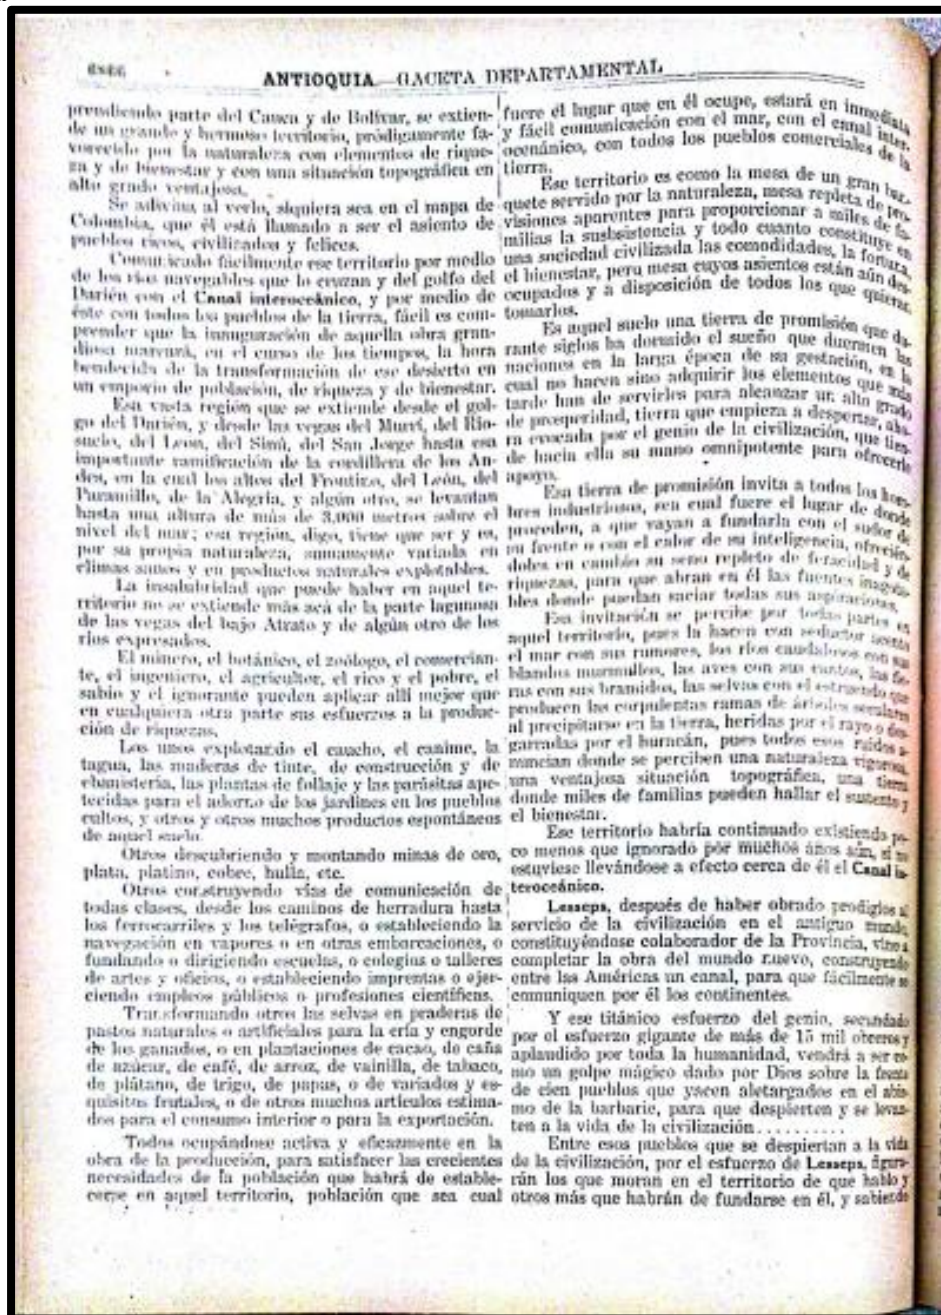 ANTIOQUIA—GACETA DEPARTAMENTAL
prendiendo parte del Cauca y de Bolívar, se extien-
de un grande y hermoso territorio, pródigamente fa-
vorecido por la naturaleza con elementos de rique-
za y de bienestar y con una situación topográfica en
alto grado ventajosa.
Se adivina al verlo, siquiera sea en el mapa de
Colombia, que él está llamado a ser el asiento de
pueblos ricos, civilizados y felices.
Comunicado fácilmente ese territorio por medio
de los ríos navegables que lo cruzan y del golfo del
Darién con el Canal interoceánico, y por medio de
éste con todos los pueblos de la tierra, fácil es com-
prender que la inauguración de aquella obra gran-
diosa marcará, en el curso de los tiempos, la hora
bendecida de la transformación de ese desierto en
un emporio de población, de riqueza y de bienestar.
Esa vasta región que se extiende desde el gol-
go del Darién, y desde las vegas del Murrí, del Río-
sucio, del León, del Sinú, del San Jorge hasta esa
importante ramificación de la cordillera de los An-
des, en la cual los altos del Frontino, del León, del
Paramillo, de la Alegría, y algún otro, se levantan
hasta una altura de más de 3,000 metros sobre el
nivel del mar; esa región, digo, tiene que ser y es,
por su propia naturaleza, sumamente variada en
climas sanos y en productos naturales explotables.
La insalubridad que puede haber en aquel te-
rritorio no se extiende más acá de la parte lagunosa
de las vegas del bajo Atrato y de algún otro de los
ríos expresados.
El minero, el botánico, el zoólogo, el comercian-
te, el ingeniero, el agricultor, el rico y el pobre, el
sabio y el ignorante pueden aplicar allí mejor que
en cualquiera otra parte sus esfuerzos a la produc-
ción de riquezas.
Los unos explotando el caucho, el canime, la
tagua, las maderas de tinte, de construcción y de
ebanistería, las plantas de follaje y las parásitas ape-
tecidas para el adorno de los jardines en los pueblos
cultos, y otros y otros muchos productos espontáneos
de aquel suelo.
Otros descubriendo y montando minas de oro,
plata, platino, cobre, hulla, etc.
Otros construyendo vías de comunicación de
todas clases, desde los caminos de herradura hasta
los ferrocarriles y los telégrafos, o estableciendo la
navegación en vapores o en otras embarcaciones, o
fundando o dirigiendo escuelas, o colegios o talleres
de artes y oficios, o estableciendo imprentas o ejer-
ciendo empleos públicos o profesiones científicas.
Transformando otros las selvas en praderas de
pastos naturales o artificiales para la cría y engorde
de los ganados, o en plantaciones de cacao, de caña
de azúcar, de café, de arroz, de vainilla, de tabaco,
de plátano, de trigo, de papas, o de variados y es-
quisitos frutales, o de otros muchos artículos estima-
dos para el consumo interior o para la exportación.
Todos ocupándose activa y eficazmente en la
obra de la producción, para satisfacer las crecientes
necesidades de la población que habrá de estable-
cerse en aquel territorio, población que sea cual
fuere el lugar que en él ocupe, estará en inmediata
y fácil comunicación con el mar, con el canal inter-
ocenánico, con todos los pueblos comerciales de la
tierra.
Ese territorio es como la mesa de un gran ban-
quete servido por la naturaleza, mesa repleta de pro-
visiones aparentes para proporcionar a miles de fa-
milias la susbsistencia y todo cuanto constituye en
una sociedad civilizada las comodidades, la fortuna,
el bienestar, peru mesa cuyos asientos están aún des-
ocupados y a disposición de todos los que quieran
tomarlos.
Es aquel suelo una tierra de promisión que du-
rante siglos ha dormido el sueño que duermen las
naciones en la larga época de su gestación, en la
cual no hacen sino adquirir los elementos que más
tarde han de servirles para alcanzar un alto grado
de prosperidad, tierra que empieza a despertar, aho-
ra evocada por el genio de la civilización, que tien-
de hacia ella su mano omnipotente para ofrecerle
apoyo.
Esa tierra de promisión invita a todos los hom-
bres industriosos, sea cual fuere el lugar de donde
proceden, a que vayan a fundarla con el sudor de
su frente o con el calor de su inteligencia, ofrecién-
doles en cambio su seno repleto de feracidad y de
riquezas, para que abran en él las fuentes inagota-
bles donde puedan saciar todas sus aspiraciones.
Esa invitación se percibe por todas partes en
aquel territorio, pues la hacen con seductor acento
el mar con sus rumores, los ríos caudalosos con sus
blandos murmullos, las aves con sus cantos, las fie-
ras con sus bramidos, las selvas con el estruendo que
producen las corpulentas ramas de árboles seculares
al precipitarse en la tierra, heridas por el rayo o des-
garradas por el huracán, pues todos esos ruidos a-
nuncian donde se perciben una naturaleza vigorosa,
una ventajosa situación topográfica, una tierra
donde miles de familias pueden hallar el sustento y
el bienestar.
Ese territorio habría continuado existiendo po-
co menos que ignorado por muchos anos aún, si no
estuviese llevándose a efecto cerca de él el Canal in-
teroceánico.
Lesseps, después de haber obrado prodigios al
servicio de la civilización en el antiguo mundo,
constituyéndose colaborador de la Provincia, vino a
completar la obra del mundo nuevo, construyendo
entre las Américas un canal, para que fácilmente se
comuniquen por él los continentes.
Y ese titánico esfuerzo del genio, secundado
por el esfuerzo gigante de más de 15 mil obreros y
aplaudido por toda la humanidad, vendrá a ser co-
mo un golpe mágico dado por Dios sobre la frente
de cien pueblos que yacen aletargados en el abis-
mo de la barbarie, para que despierten y se levan-
ten a la vida de la civilización..........
Entre esos pueblos que se despiertan a la vida
de la civilización, por el esfuerzo de Lesseps, figura-
rán los que moran en el territorio de que hablo y
otros más que habrán de fundarse en él, y sabiendo